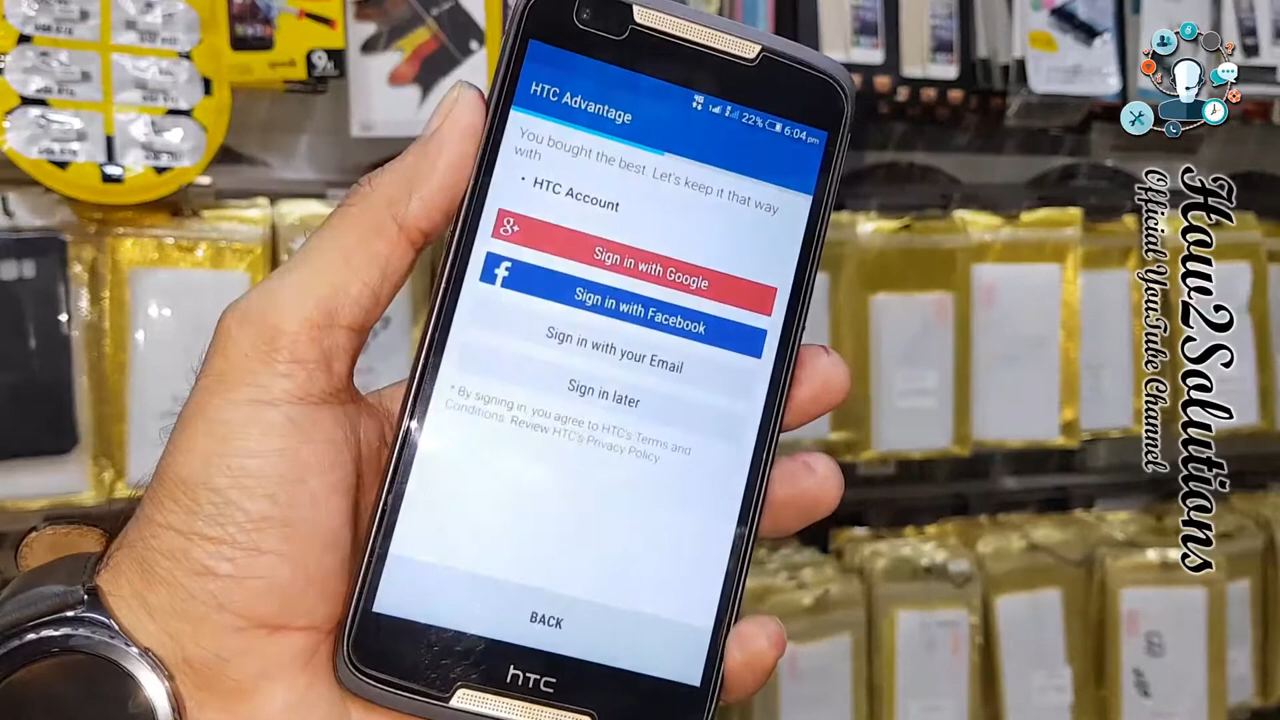 HTC Advantage
4G 22% 6:04 pm
You bought the best. Let's keep it that way
with
• HTC Account
g+ Sign in with Google
f Sign in with Facebook
Sign in with your Email
Sign in later
* By signing in, you agree to HTC's Terms and
Conditions. Review HTC's Privacy Policy
BACK
hTC
How2Solutions
Official YouTube Channel